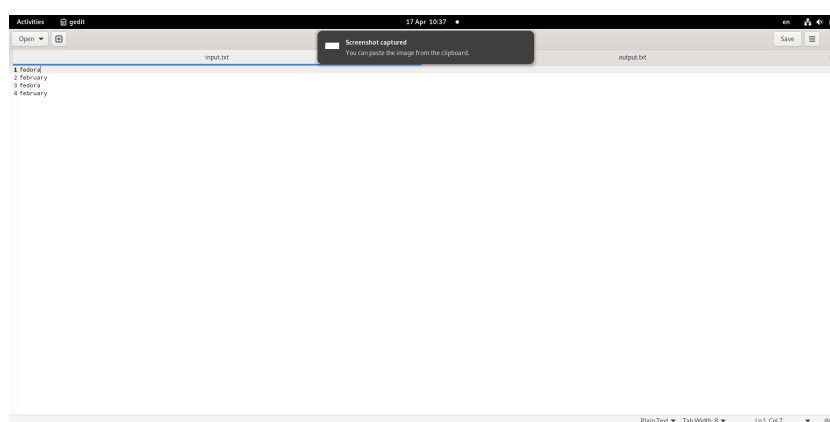 Activities gedit 17 Apr 10:37 en
Open Save
Screenshot captured
You can paste the image from the clipboard.
input.txt output.txt
1 fedora
2 february
3 fedora
4 february
Plain Text Tab Width: 8 Ln 1, Col 7